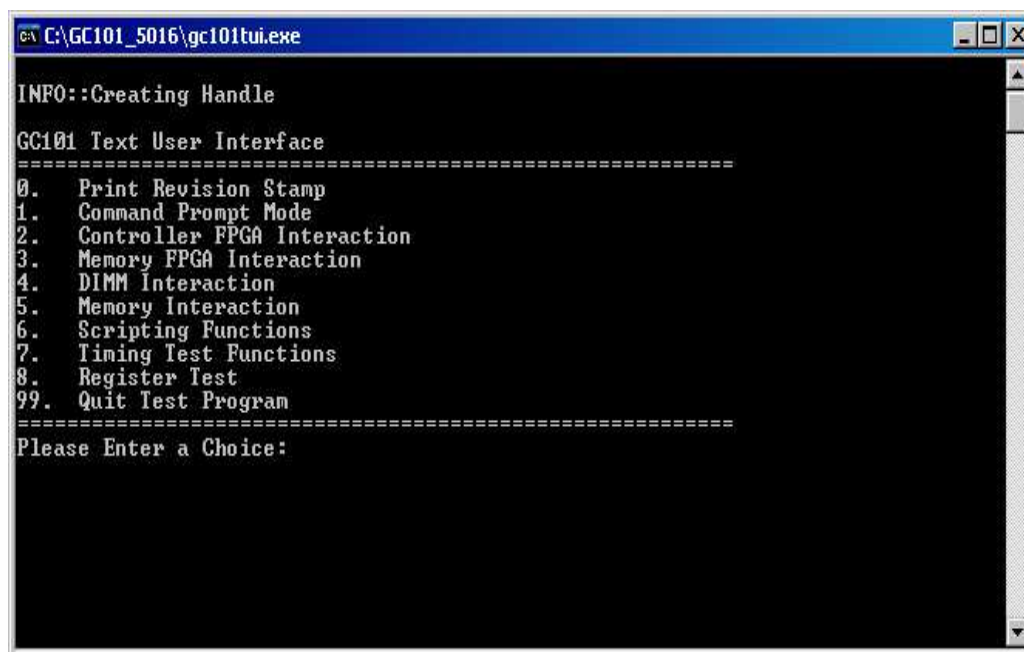 C:\GC101_5016\gc101tui.exe
INFO::Creating Handle
GC101 Text User Interface
==========================================================
0. Print Revision Stamp
1. Command Prompt Mode
2. Controller FPGA Interaction
3. Memory FPGA Interaction
4. DIMM Interaction
5. Memory Interaction
6. Scripting Functions
7. Timing Test Functions
8. Register Test
99. Quit Test Program
==========================================================
Please Enter a Choice: